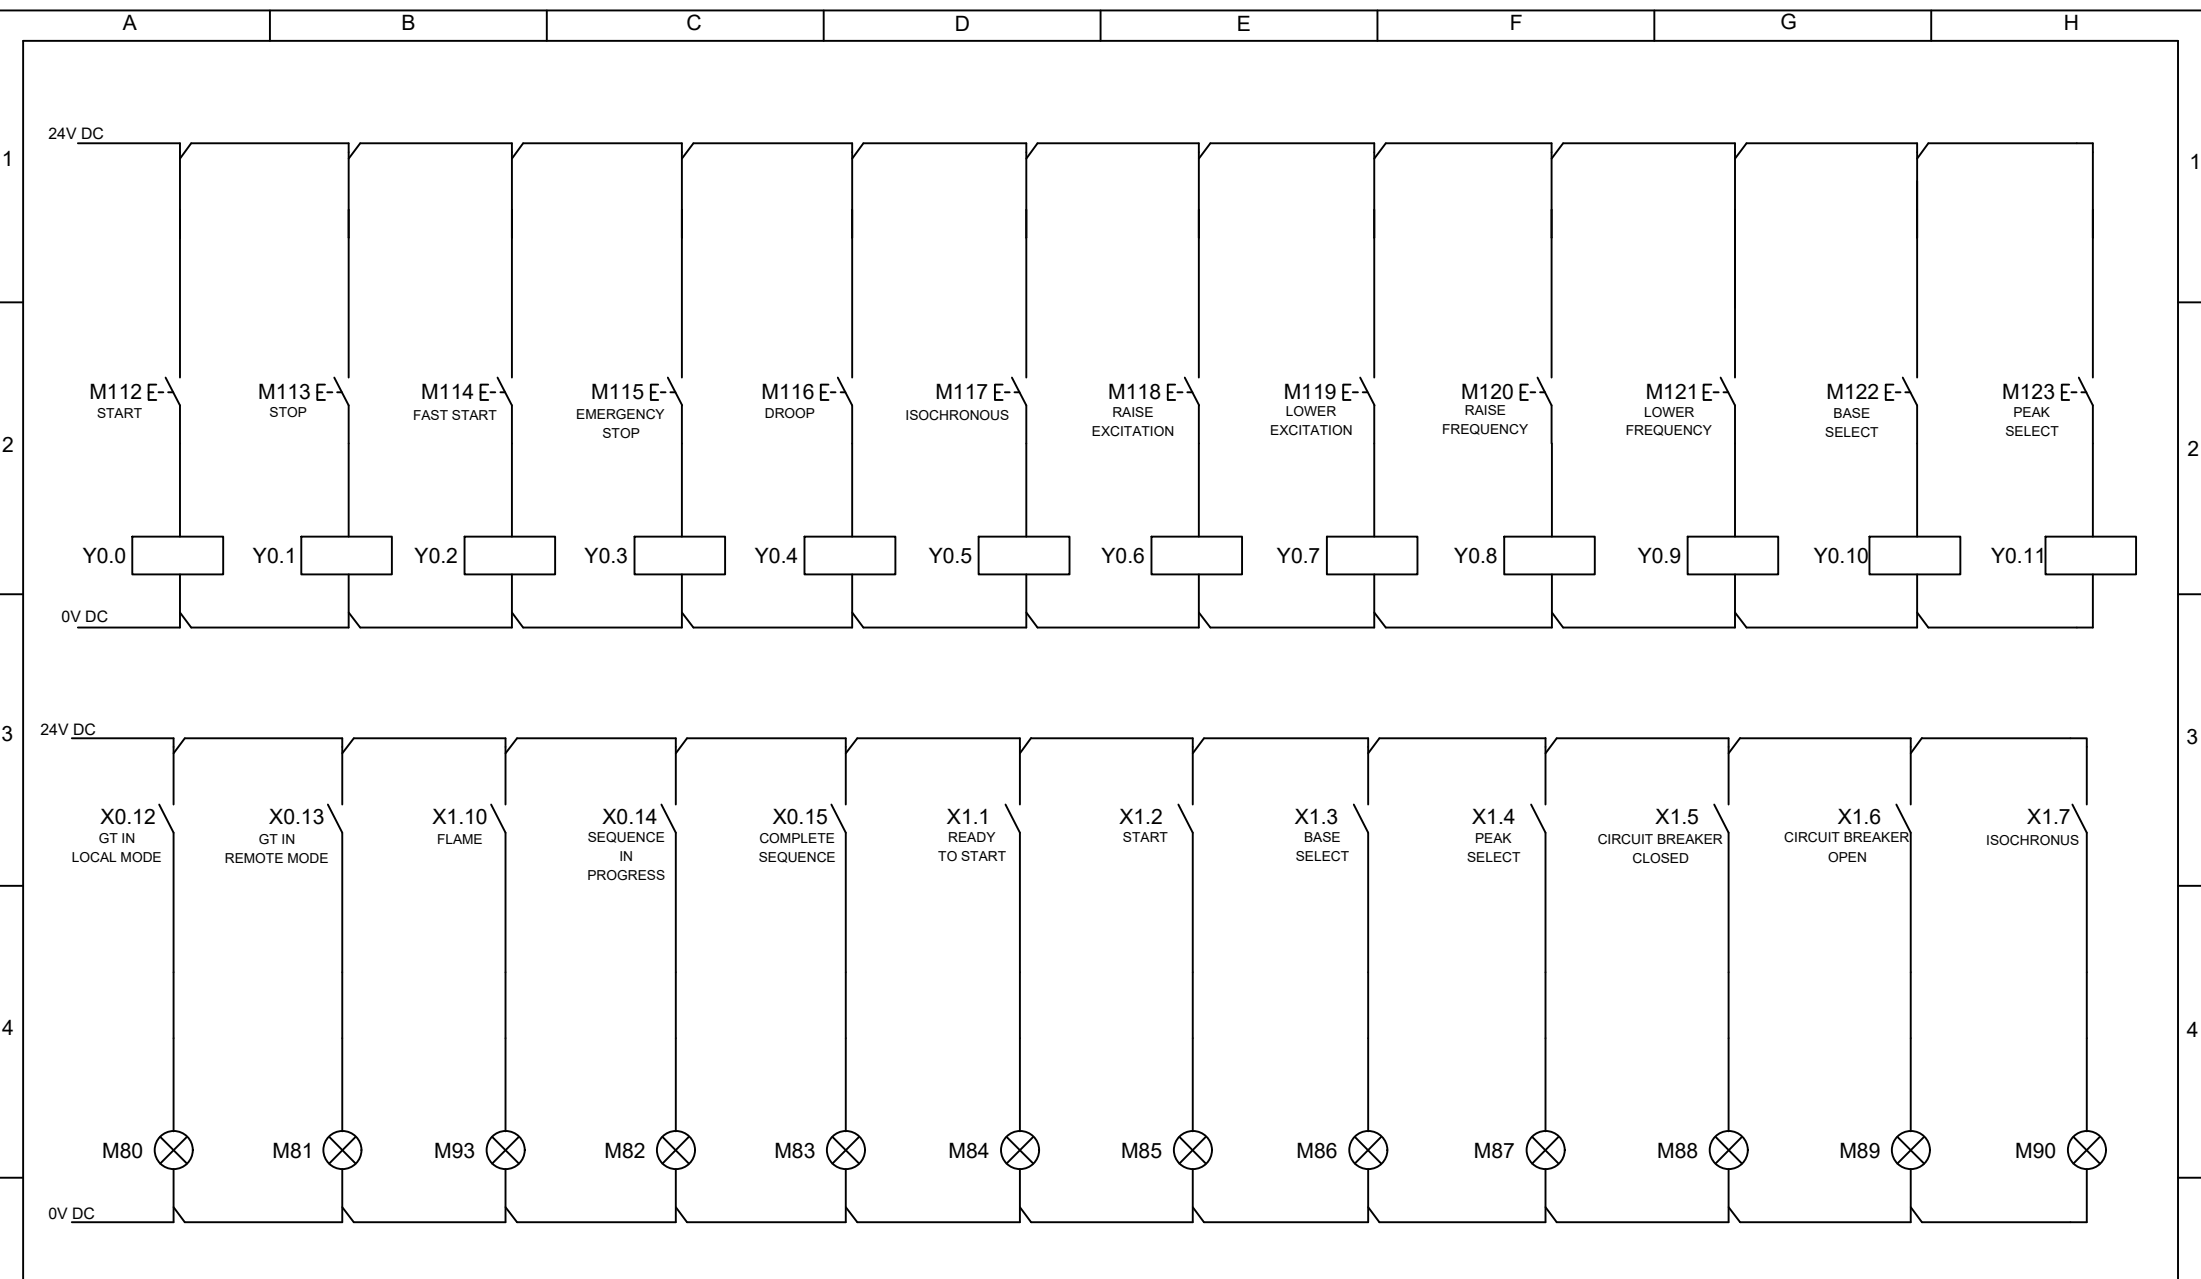 A B C D E F G H
24V DC
1 1
M112 M113 M114 M115 M116 M117 M118 M119 M120 M121 M122 M123
START STOP FAST START EMERGENCY DROOP ISOCHRONOUS RAISE LOWER RAISE LOWER BASE PEAK
STOP EXCITATION EXCITATION FREQUENCY FREQUENCY SELECT SELECT
2 2
Y0.0 Y0.1 Y0.2 Y0.3 Y0.4 Y0.5 Y0.6 Y0.7 Y0.8 Y0.9 Y0.10 Y0.11
0V DC
3 3
24V DC
X0.12 X0.13 X1.10 X0.14 X0.15 X1.1 X1.2 X1.3 X1.4 X1.5 X1.6 X1.7
GT IN GT IN FLAME SEQUENCE COMPLETE READY START BASE PEAK CIRCUIT BREAKER CIRCUIT BREAKER ISOCHRONUS
LOCAL MODE REMOTE MODE IN SEQUENCE TO START SELECT SELECT CLOSED OPEN
PROGRESS
4 4
M80 M81 M93 M82 M83 M84 M85 M86 M87 M88 M89 M90
0V DC